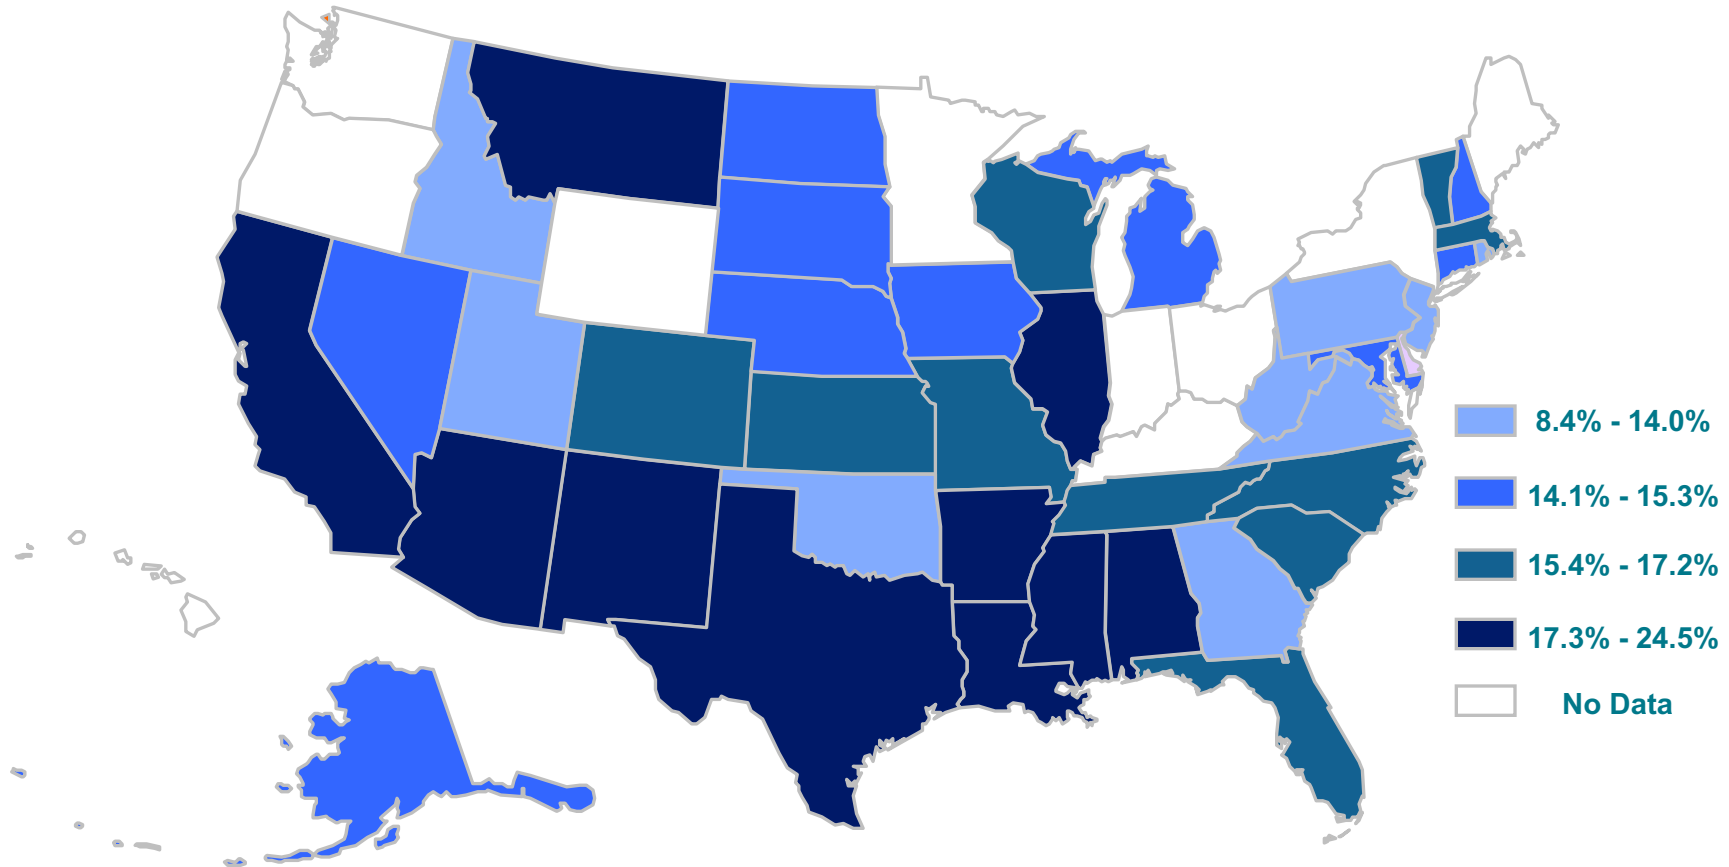 8.4% - 14.0%
14.1% - 15.3%
15.4% - 17.2%
17.3% - 24.5%
No Data